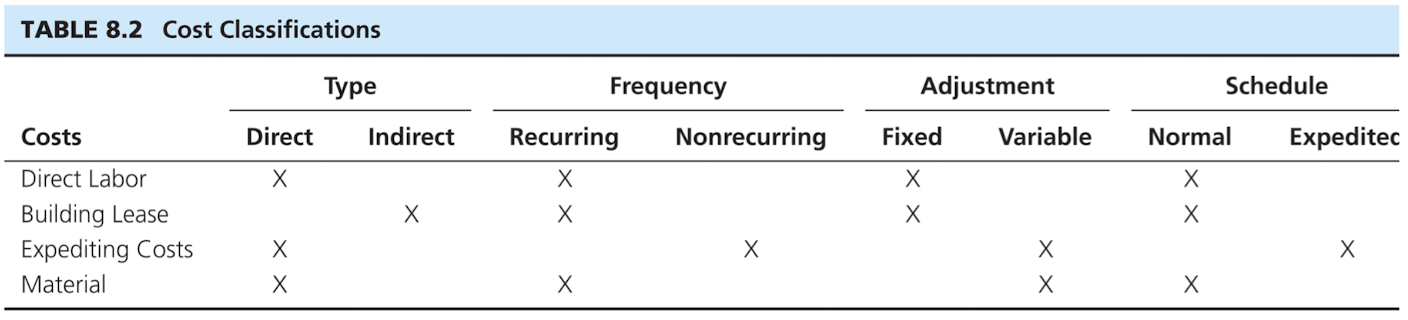 TABLE 8.2 Cost Classifications
Type Frequency Adjustment Schedule
Costs Direct Indirect Recurring Nonrecurring Fixed Variable Normal Expedited
Direct Labor X X X X
Building Lease X X X X
Expediting Costs X X X X
Material X X X X